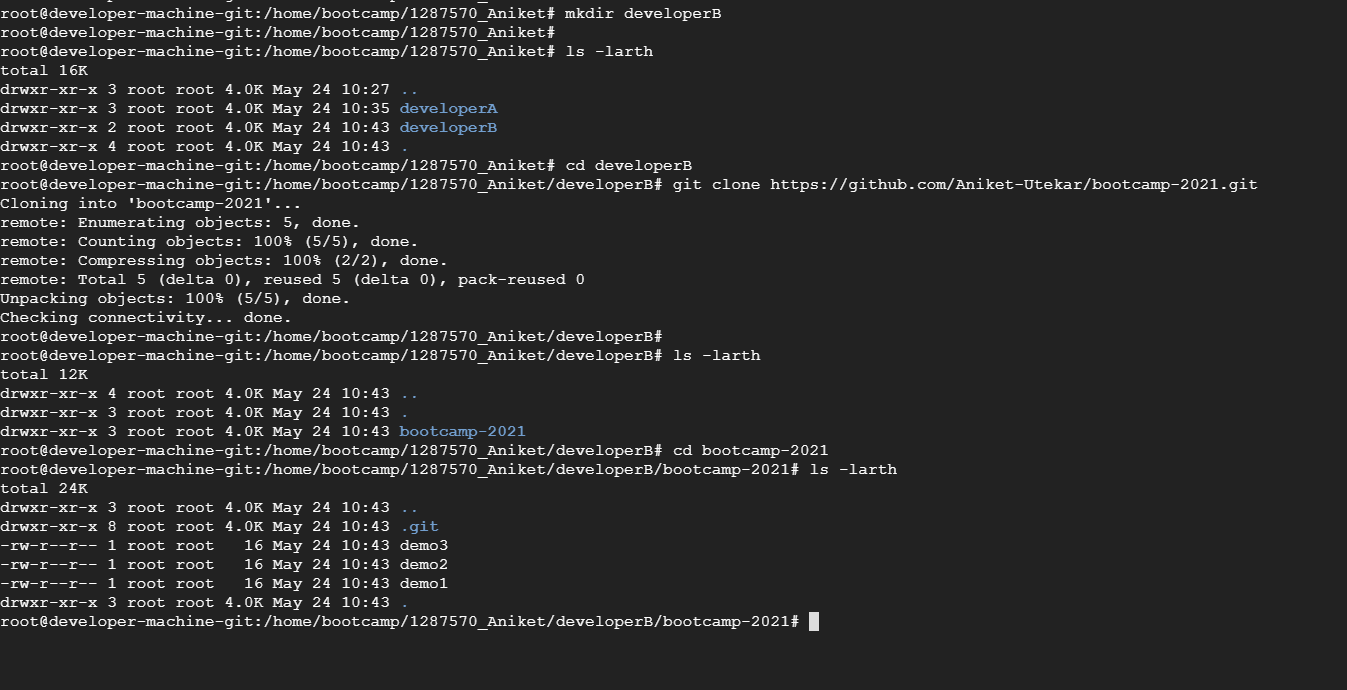 root@developer-machine-git:/home/bootcamp/1287570_Aniket# mkdir developerB
root@developer-machine-git:/home/bootcamp/1287570_Aniket#
root@developer-machine-git:/home/bootcamp/1287570_Aniket# ls -larth
total 16K
drwxr-xr-x 3 root root 4.0K May 24 10:27 ..
drwxr-xr-x 3 root root 4.0K May 24 10:35 developerA
drwxr-xr-x 2 root root 4.0K May 24 10:43 developerB
drwxr-xr-x 4 root root 4.0K May 24 10:43 .
root@developer-machine-git:/home/bootcamp/1287570_Aniket# cd developerB
root@developer-machine-git:/home/bootcamp/1287570_Aniket/developerB# git clone https://github.com/Aniket-Utekar/bootcamp-2021.git
Cloning into 'bootcamp-2021'...
remote: Enumerating objects: 5, done.
remote: Counting objects: 100% (5/5), done.
remote: Compressing objects: 100% (2/2), done.
remote: Total 5 (delta 0), reused 5 (delta 0), pack-reused 0
Unpacking objects: 100% (5/5), done.
Checking connectivity... done.
root@developer-machine-git:/home/bootcamp/1287570_Aniket/developerB#
root@developer-machine-git:/home/bootcamp/1287570_Aniket/developerB# ls -larth
total 12K
drwxr-xr-x 4 root root 4.0K May 24 10:43 ..
drwxr-xr-x 3 root root 4.0K May 24 10:43 .
drwxr-xr-x 3 root root 4.0K May 24 10:43 bootcamp-2021
root@developer-machine-git:/home/bootcamp/1287570_Aniket/developerB# cd bootcamp-2021
root@developer-machine-git:/home/bootcamp/1287570_Aniket/developerB/bootcamp-2021# ls -larth
total 24K
drwxr-xr-x 3 root root 4.0K May 24 10:43 ..
drwxr-xr-x 8 root root 4.0K May 24 10:43 .git
-rw-r--r-- 1 root root   16 May 24 10:43 demo3
-rw-r--r-- 1 root root   16 May 24 10:43 demo2
-rw-r--r-- 1 root root   16 May 24 10:43 demo1
drwxr-xr-x 3 root root 4.0K May 24 10:43 .
root@developer-machine-git:/home/bootcamp/1287570_Aniket/developerB/bootcamp-2021#